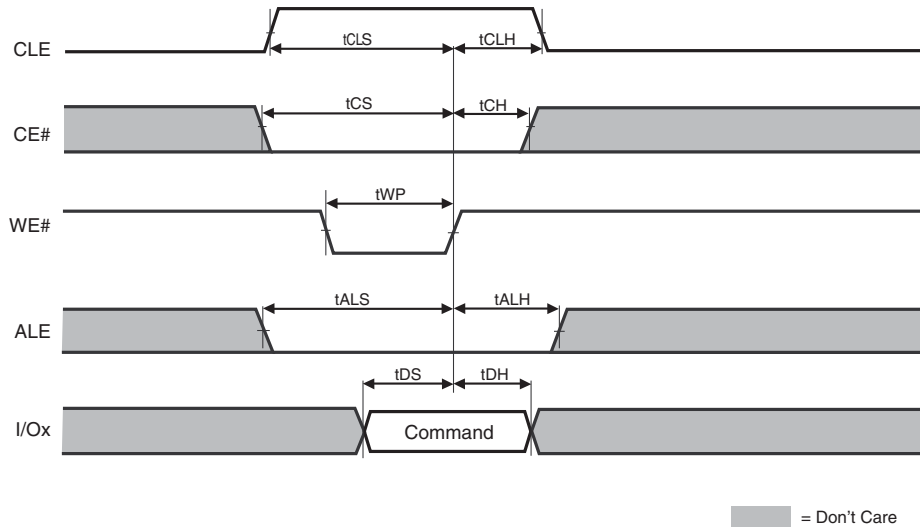 CLE
tCLS
tCLH
CE#
tCS
tCH
WE#
tWP
ALE
tALS
tALH
I/Ox
tDS
tDH
Command
= Don't Care